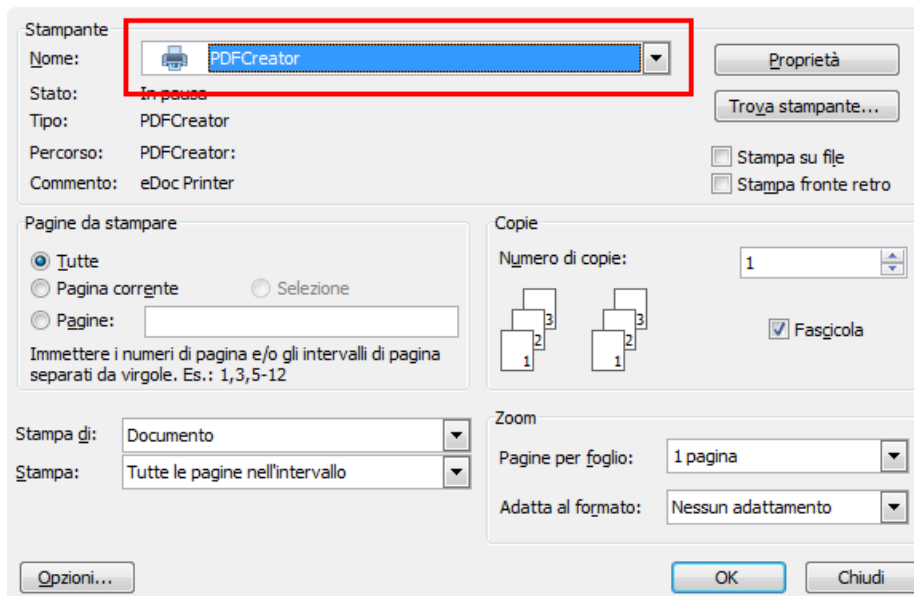 Stampante
Nome: PDFCreator Proprietà
Stato: In pausa
Tipo: PDFCreator Trova stampante...
Percorso: PDFCreator: Stampa su file
Commento: eDoc Printer Stampa fronte retro
Pagine da stampare
Tutte
Pagina corrente Selezione
Pagine:
Immettere i numeri di pagina e/o gli intervalli di pagina
separati da virgole. Es.: 1,3,5-12
Copie
Numero di copie: 1
3 3
2 2
1 1
Fascicola
Stampa di: Documento
Stampa: Tutte le pagine nell'intervallo
Zoom
Pagine per foglio: 1 pagina
Adatta al formato: Nessun adattamento
Opzioni... OK Chiudi